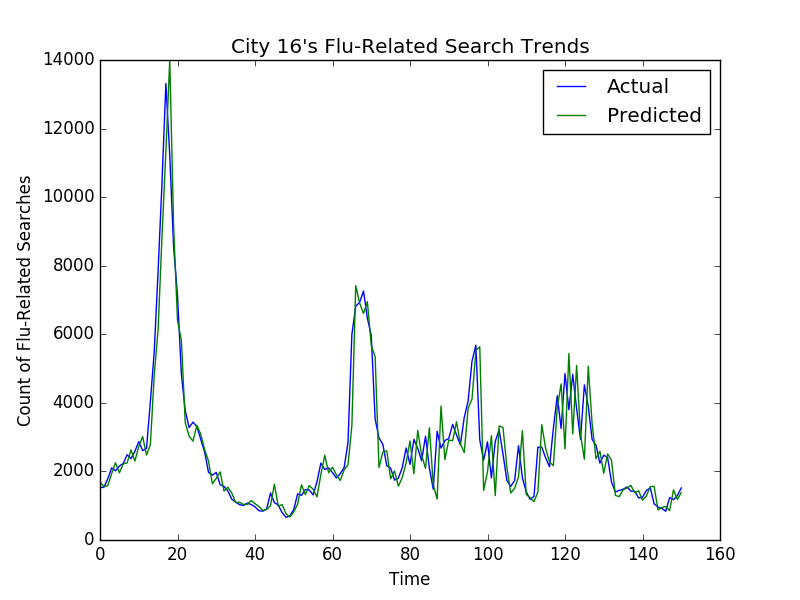 City 16's Flu-Related Search Trends
Actual
Predicted
14000
12000
10000
8000
6000
4000
2000
0
Count of Flu-Related Searches
0 20 40 60 80 100 120 140 160
Time